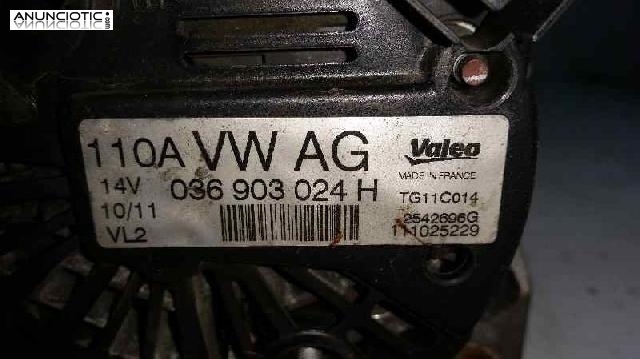 ANUNCIOTIC
110A VW AG Valeo
MADE IN FRANCE
14V 036 903 024 H TG11C014
10/11 2542696G
VL2 111025229